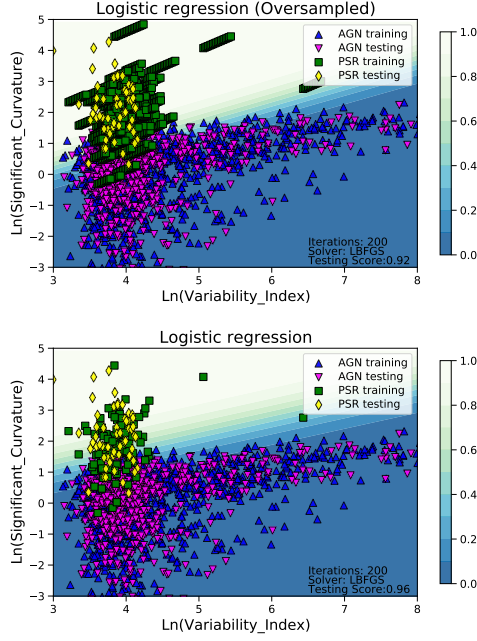 Logistic regression (Oversampled)
5
4
3
2
1
0
−1
−2
−3
Ln(Significant_Curvature)
AGN training
AGN testing
PSR training
PSR testing
Iterations: 200
Solver: LBFGS
Testing Score:0.92
3 4 5 6 7 8
Ln(Variability_Index)
1.0
0.8
0.6
0.4
0.2
0.0
Logistic regression
5
4
3
2
1
0
−1
−2
−3
Ln(Significant_Curvature)
AGN training
AGN testing
PSR training
PSR testing
Iterations: 200
Solver: LBFGS
Testing Score:0.96
3 4 5 6 7 8
Ln(Variability_Index)
1.0
0.8
0.6
0.4
0.2
0.0